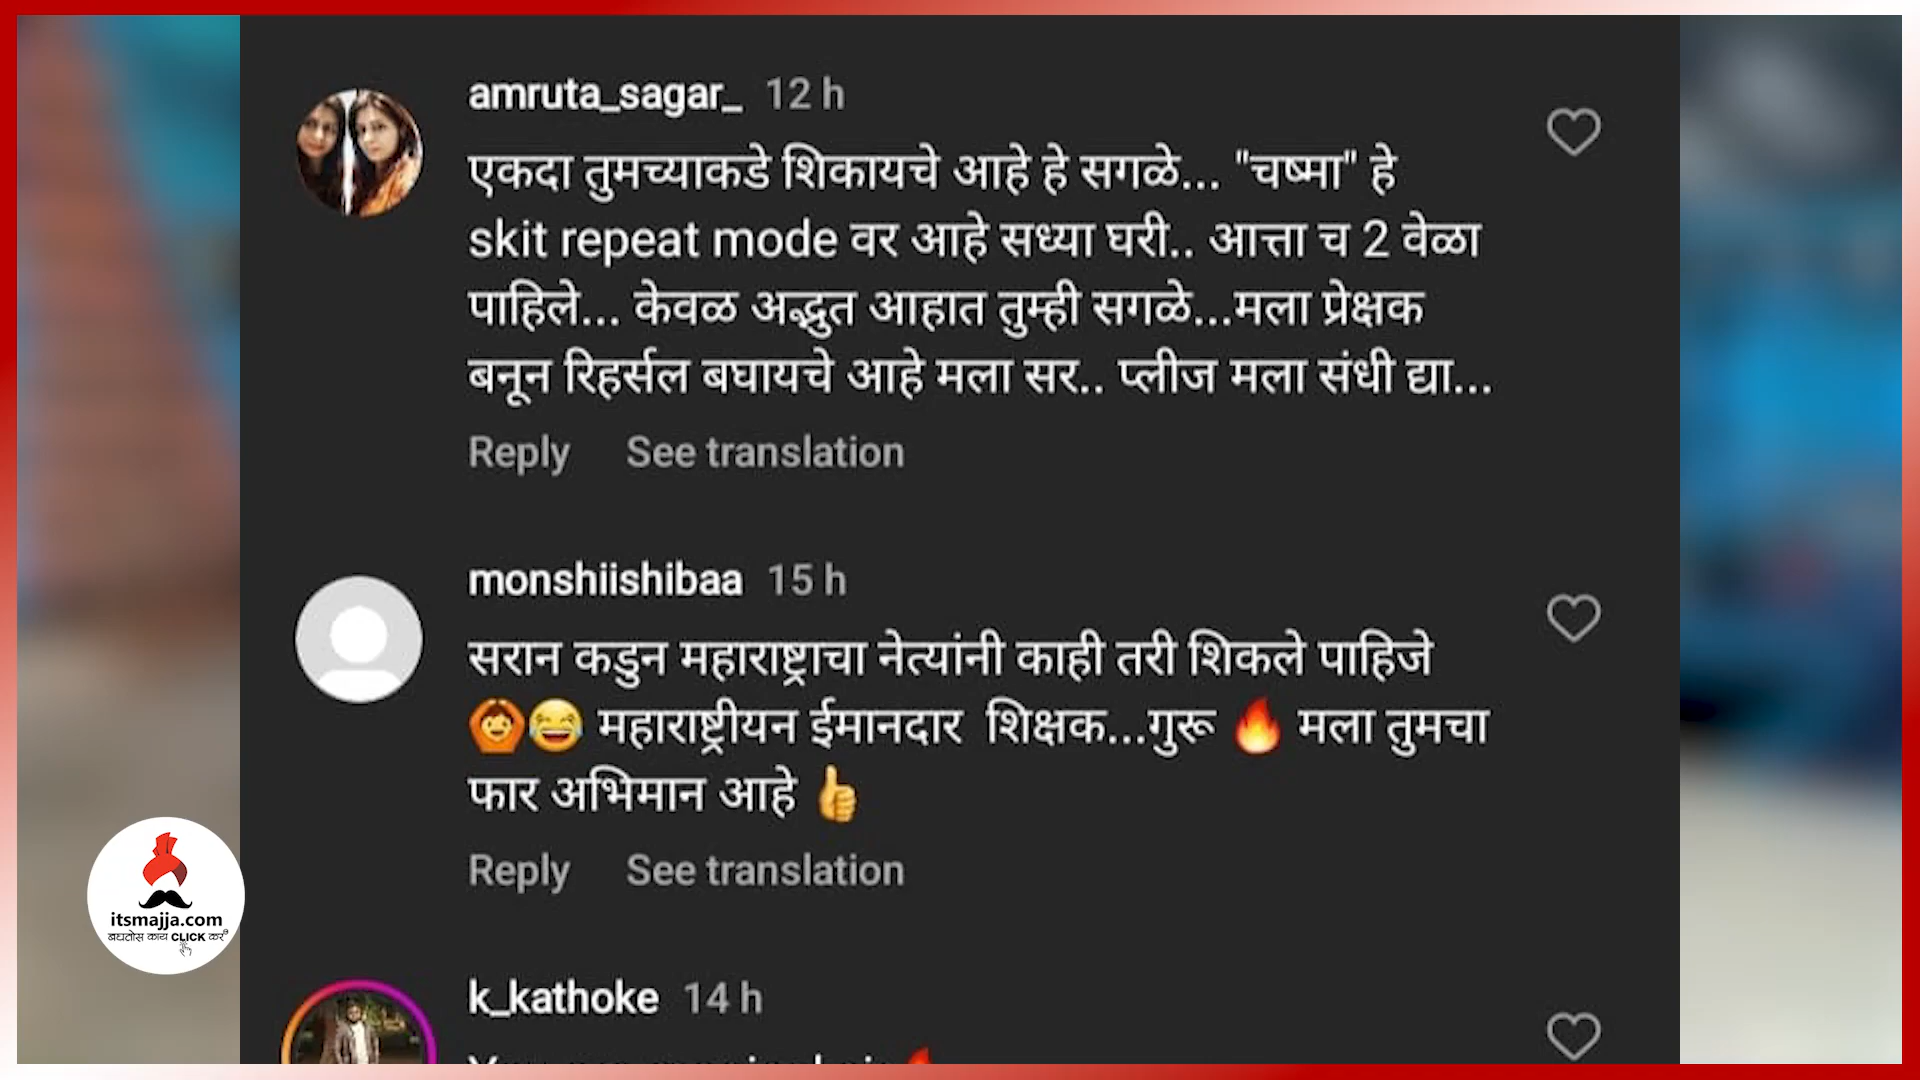 amruta_sagar_ 12 h
एकदा तुमच्याकडे शिकायचे आहे हे सगळे... "चष्मा" हे
skit repeat mode वर आहे सध्या घरी.. आत्ता च 2 वेळा
पाहिले... केवळ अद्भुत आहात तुम्ही सगळे...मला प्रेक्षक
बनून रिहर्सल बघायचे आहे मला सर.. प्लीज मला संधी द्या...
Reply See translation
monshiishibaa 15 h
सरान कडुन महाराष्ट्राचा नेत्यांनी काही तरी शिकले पाहिजे
🙆😂 महाराष्ट्रीयन ईमानदार शिक्षक...गुरू 🔥 मला तुमचा
फार अभिमान आहे 👍
Reply See translation
itsmajja.com
बघतोस काय CLICK कर
k_kathoke 14 h